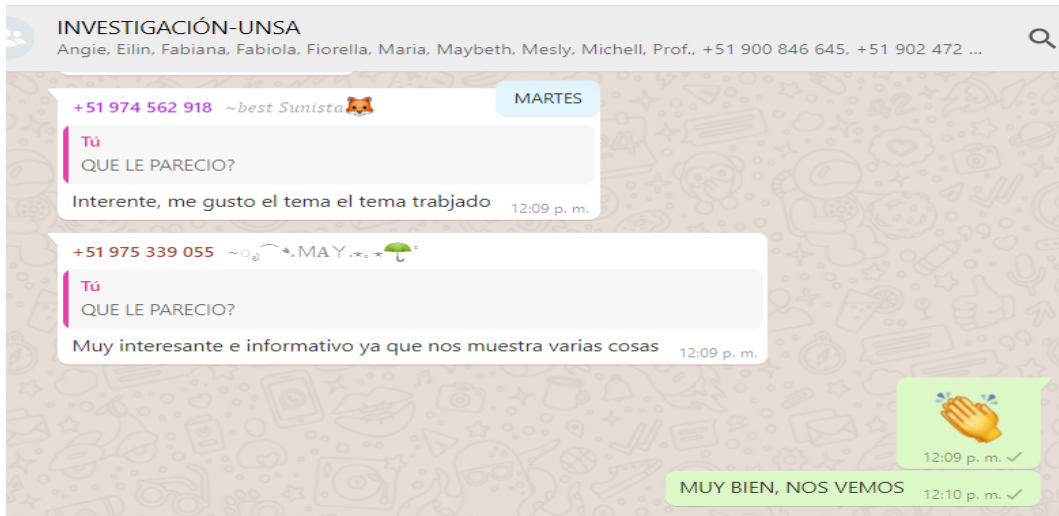 INVESTIGACIÓN-UNSA
Angie, Eilin, Fabiana, Fabiola, Fiorella, Maria, Maybeth, Mesly, Michell, Prof., +51 900 846 645, +51 902 472 ...
MARTES
+51 974 562 918 ~best Sunista🦊
Tú
QUE LE PARECIO?
Interente, me gusto el tema el tema trabjado 12:09 p. m.
+51 975 339 055 ~ MAY
Tú
QUE LE PARECIO?
Muy interesante e informativo ya que nos muestra varias cosas 12:09 p. m.
👏
12:09 p. m.
MUY BIEN, NOS VEMOS 12:10 p. m.